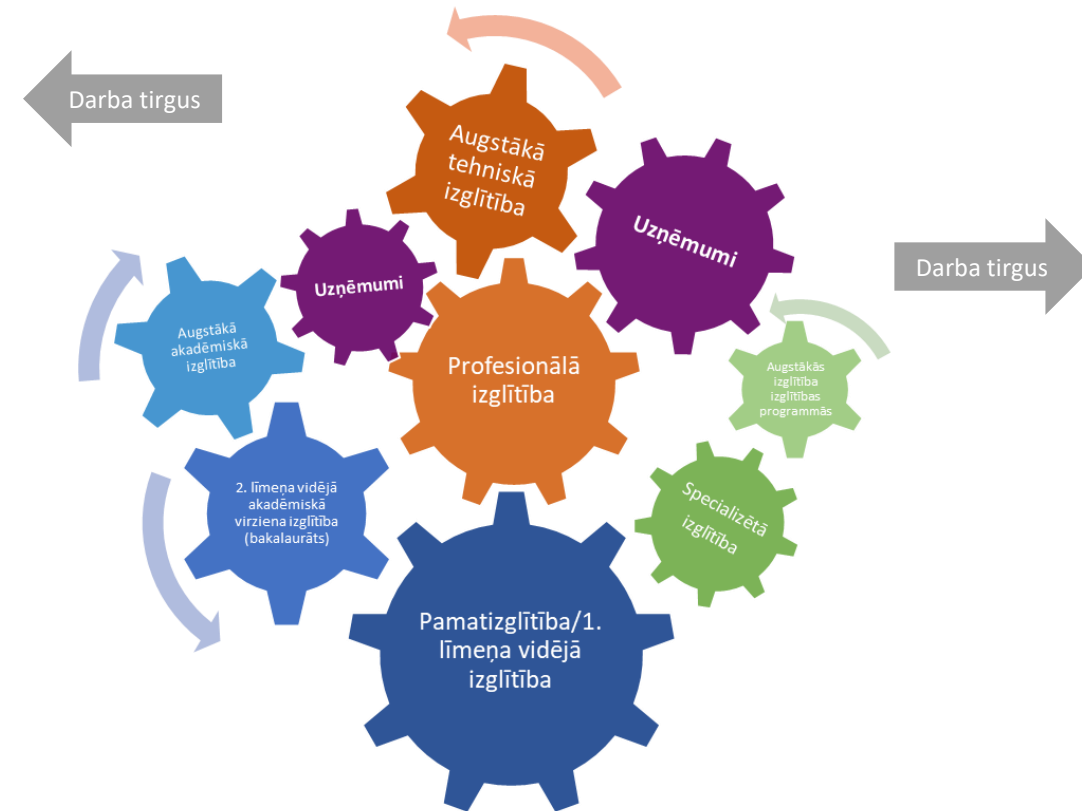 Darba tirgus
Augstākā
tehniskā
izglītība
Uzņēmumi
Darba tirgus
Uzņēmumi
Augstākā
akadēmiskā
izglītība
Profesionālā
izglītība
Augstākās
izglītība
izglītības
programmās
2. līmeņa vidējā
akadēmiskā
virziena izglītība
(bakalaurāts)
Specializētā
izglītība
Pamatizglītība/1.
līmeņa vidējā
izglītība